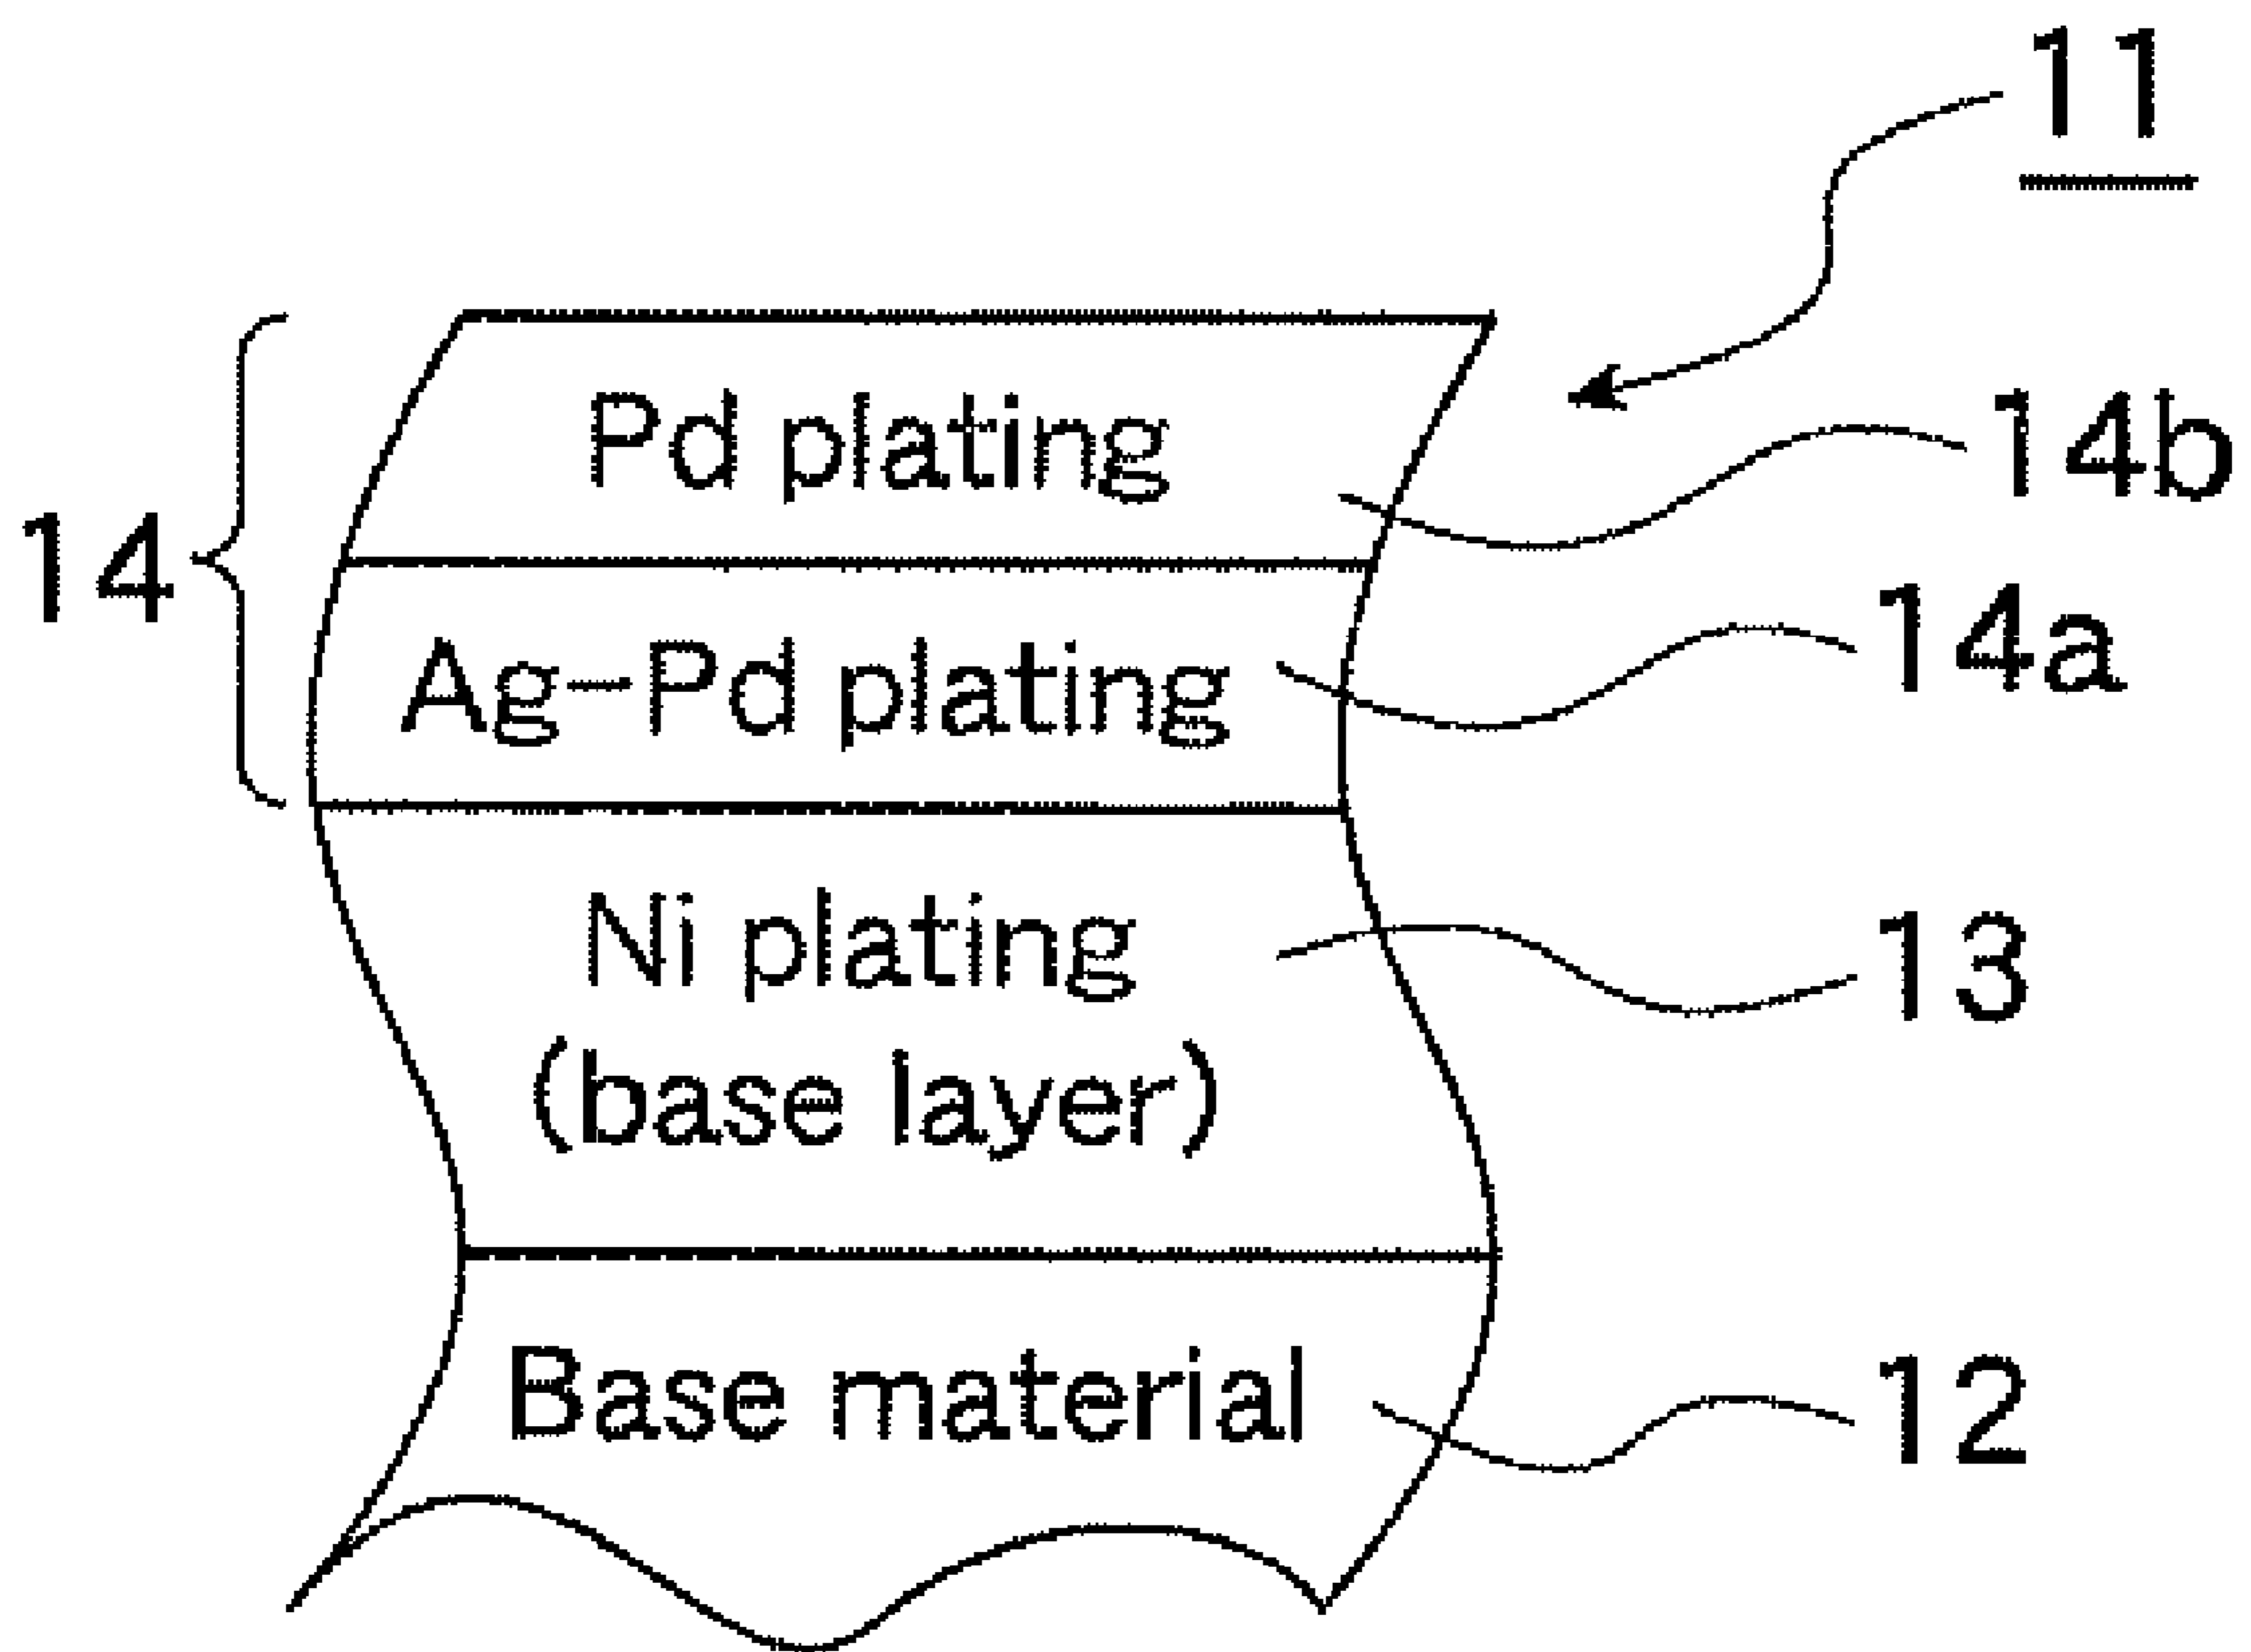 11
Pd plating
14b
14
Ag-Pd plating
14a
Ni plating
(base layer)
13
Base material
12